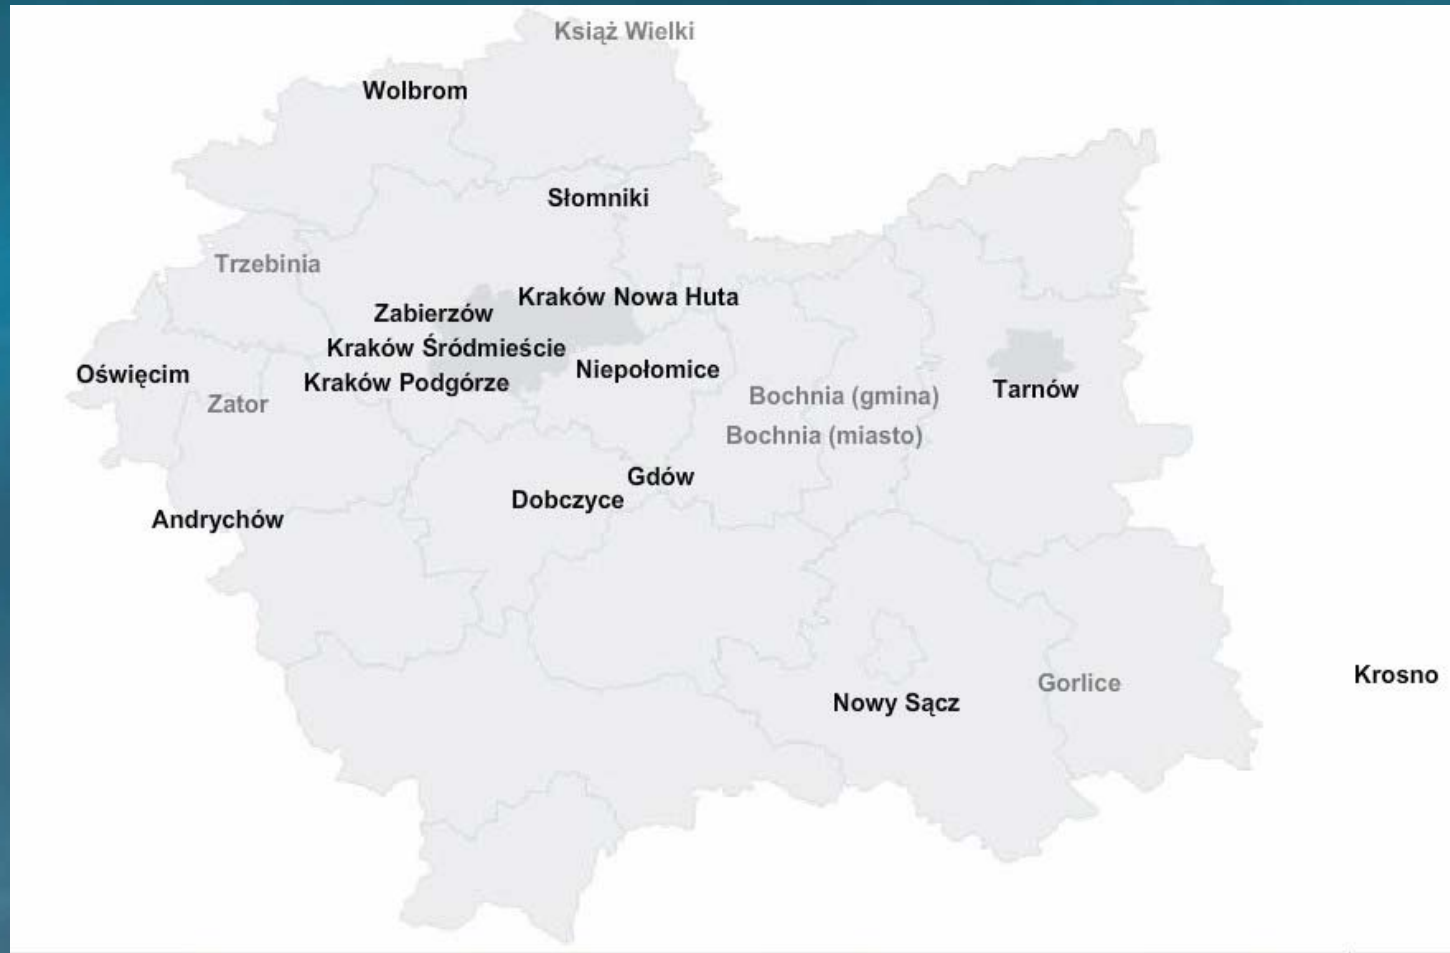 Książ Wielki
Wolbrom
Słomniki
Trzebinia
Kraków Nowa Huta
Zabierzów
Kraków Śródmieście
Niepołomice
Oświęcim
Kraków Podgórze
Tarnów
Zator
Bochnia (gmina)
Bochnia (miasto)
Gdów
Dobczyce
Andrychów
Krosno
Gorlice
Nowy Sącz